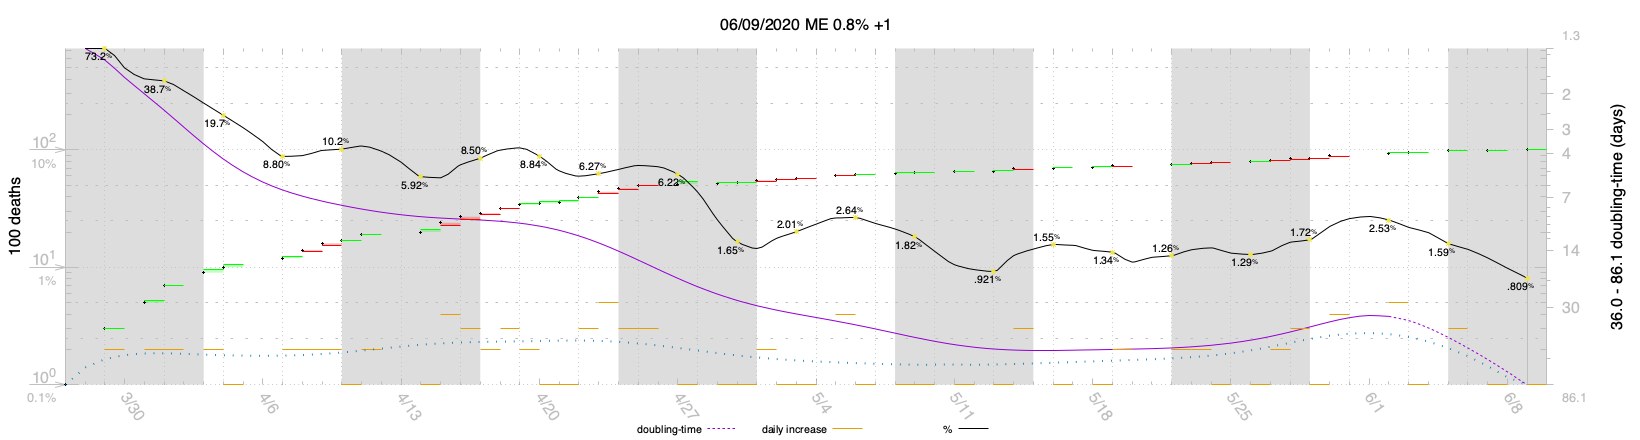 06/09/2020 ME 0.8% +1
100 deaths
10² 10% 10¹ 1% 10⁰ 0.1%
73.2% 38.7% 19.7% 8.80% 10.2% 5.92% 8.50% 8.84% 6.27% 6.22% 1.65% 2.01% 2.64% 1.82% .921% 1.55% 1.34% 1.26% 1.29% 1.72% 2.53% 1.59% .809%
1.3 2 3 4 7 14 30 86.1
36.0 - 86.1 doubling-time (days)
3/30 4/6 4/13 4/20 4/27 5/4 5/11 5/18 5/25 6/1 6/8
doubling-time daily increase %